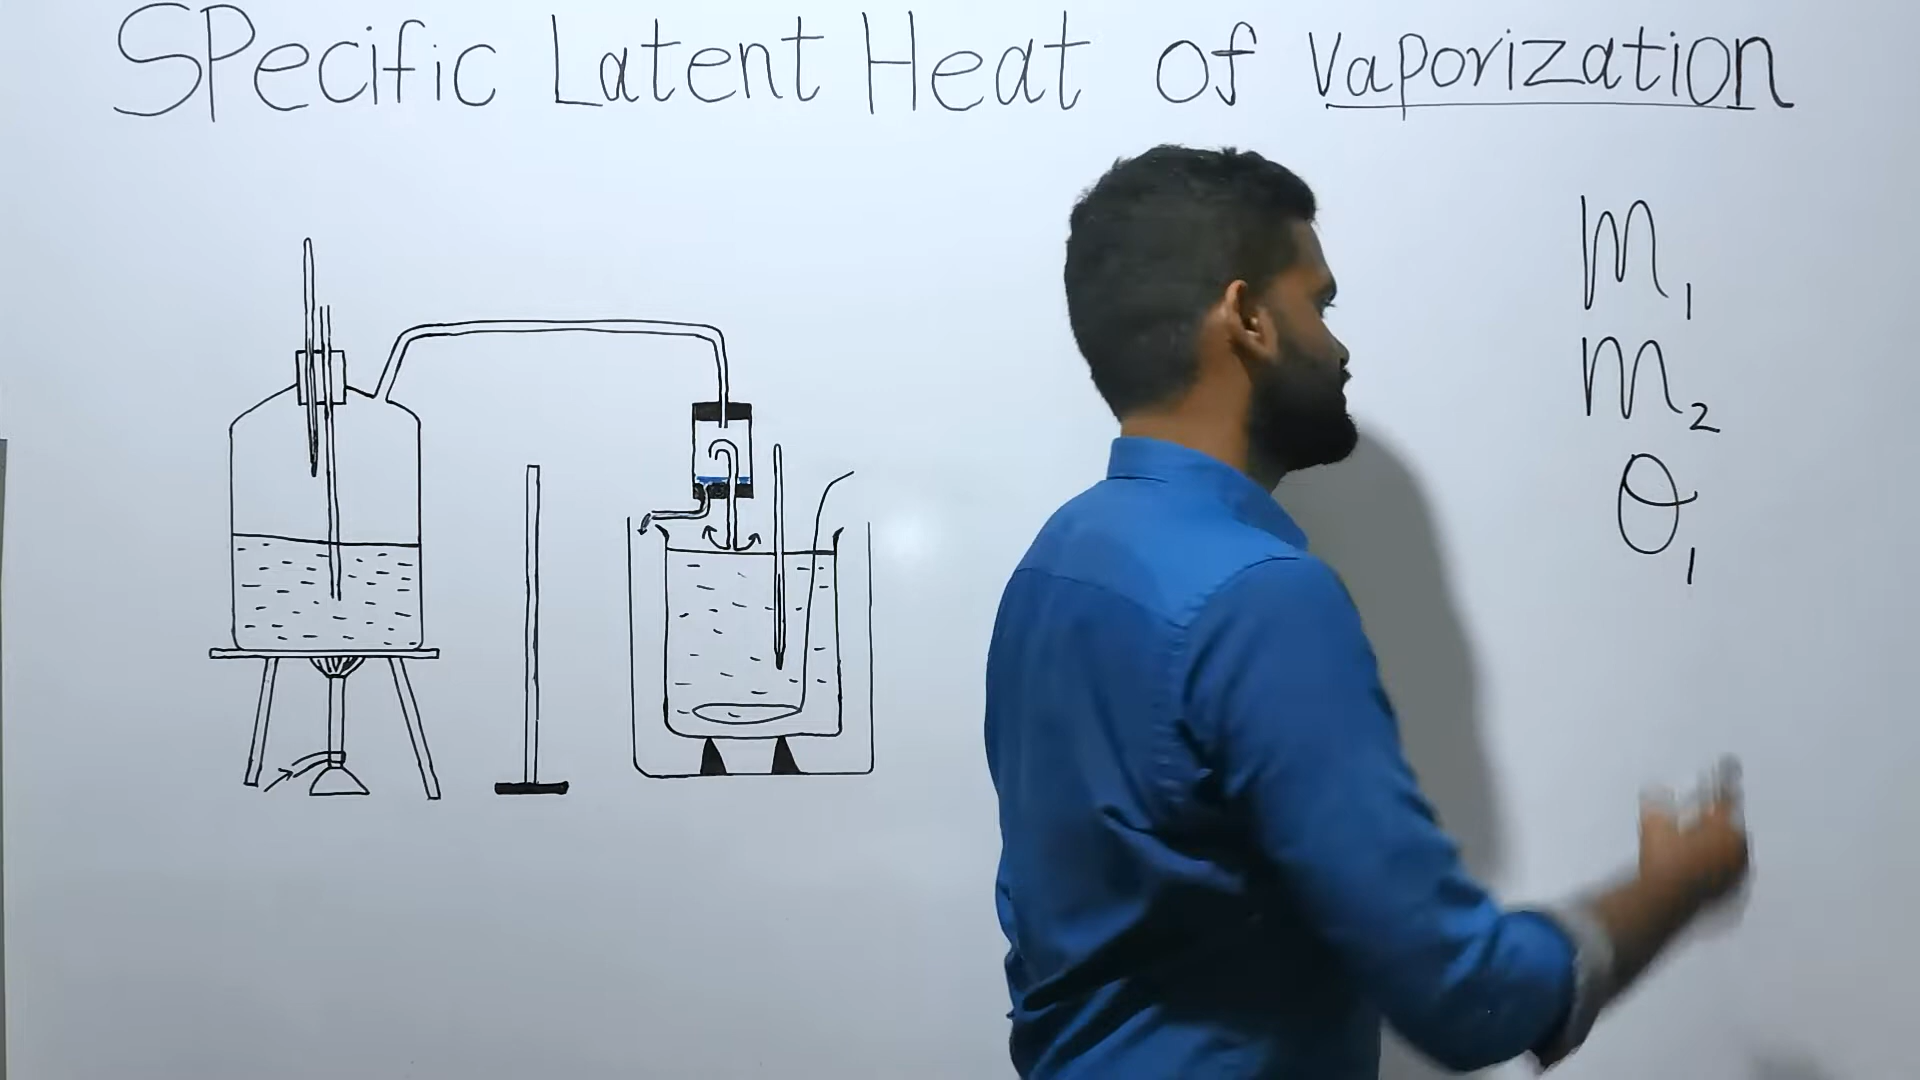 SPecific Latent Heat of Vaporization
m₁
m₂
θ₁